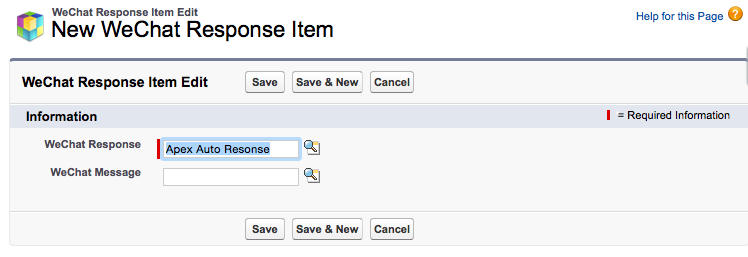 WeChat Response Item Edit
New WeChat Response Item
Help for this Page ?
WeChat Response Item Edit Save Save & New Cancel
Information = Required Information
WeChat Response Apex Auto Resonse
WeChat Message
Save Save & New Cancel